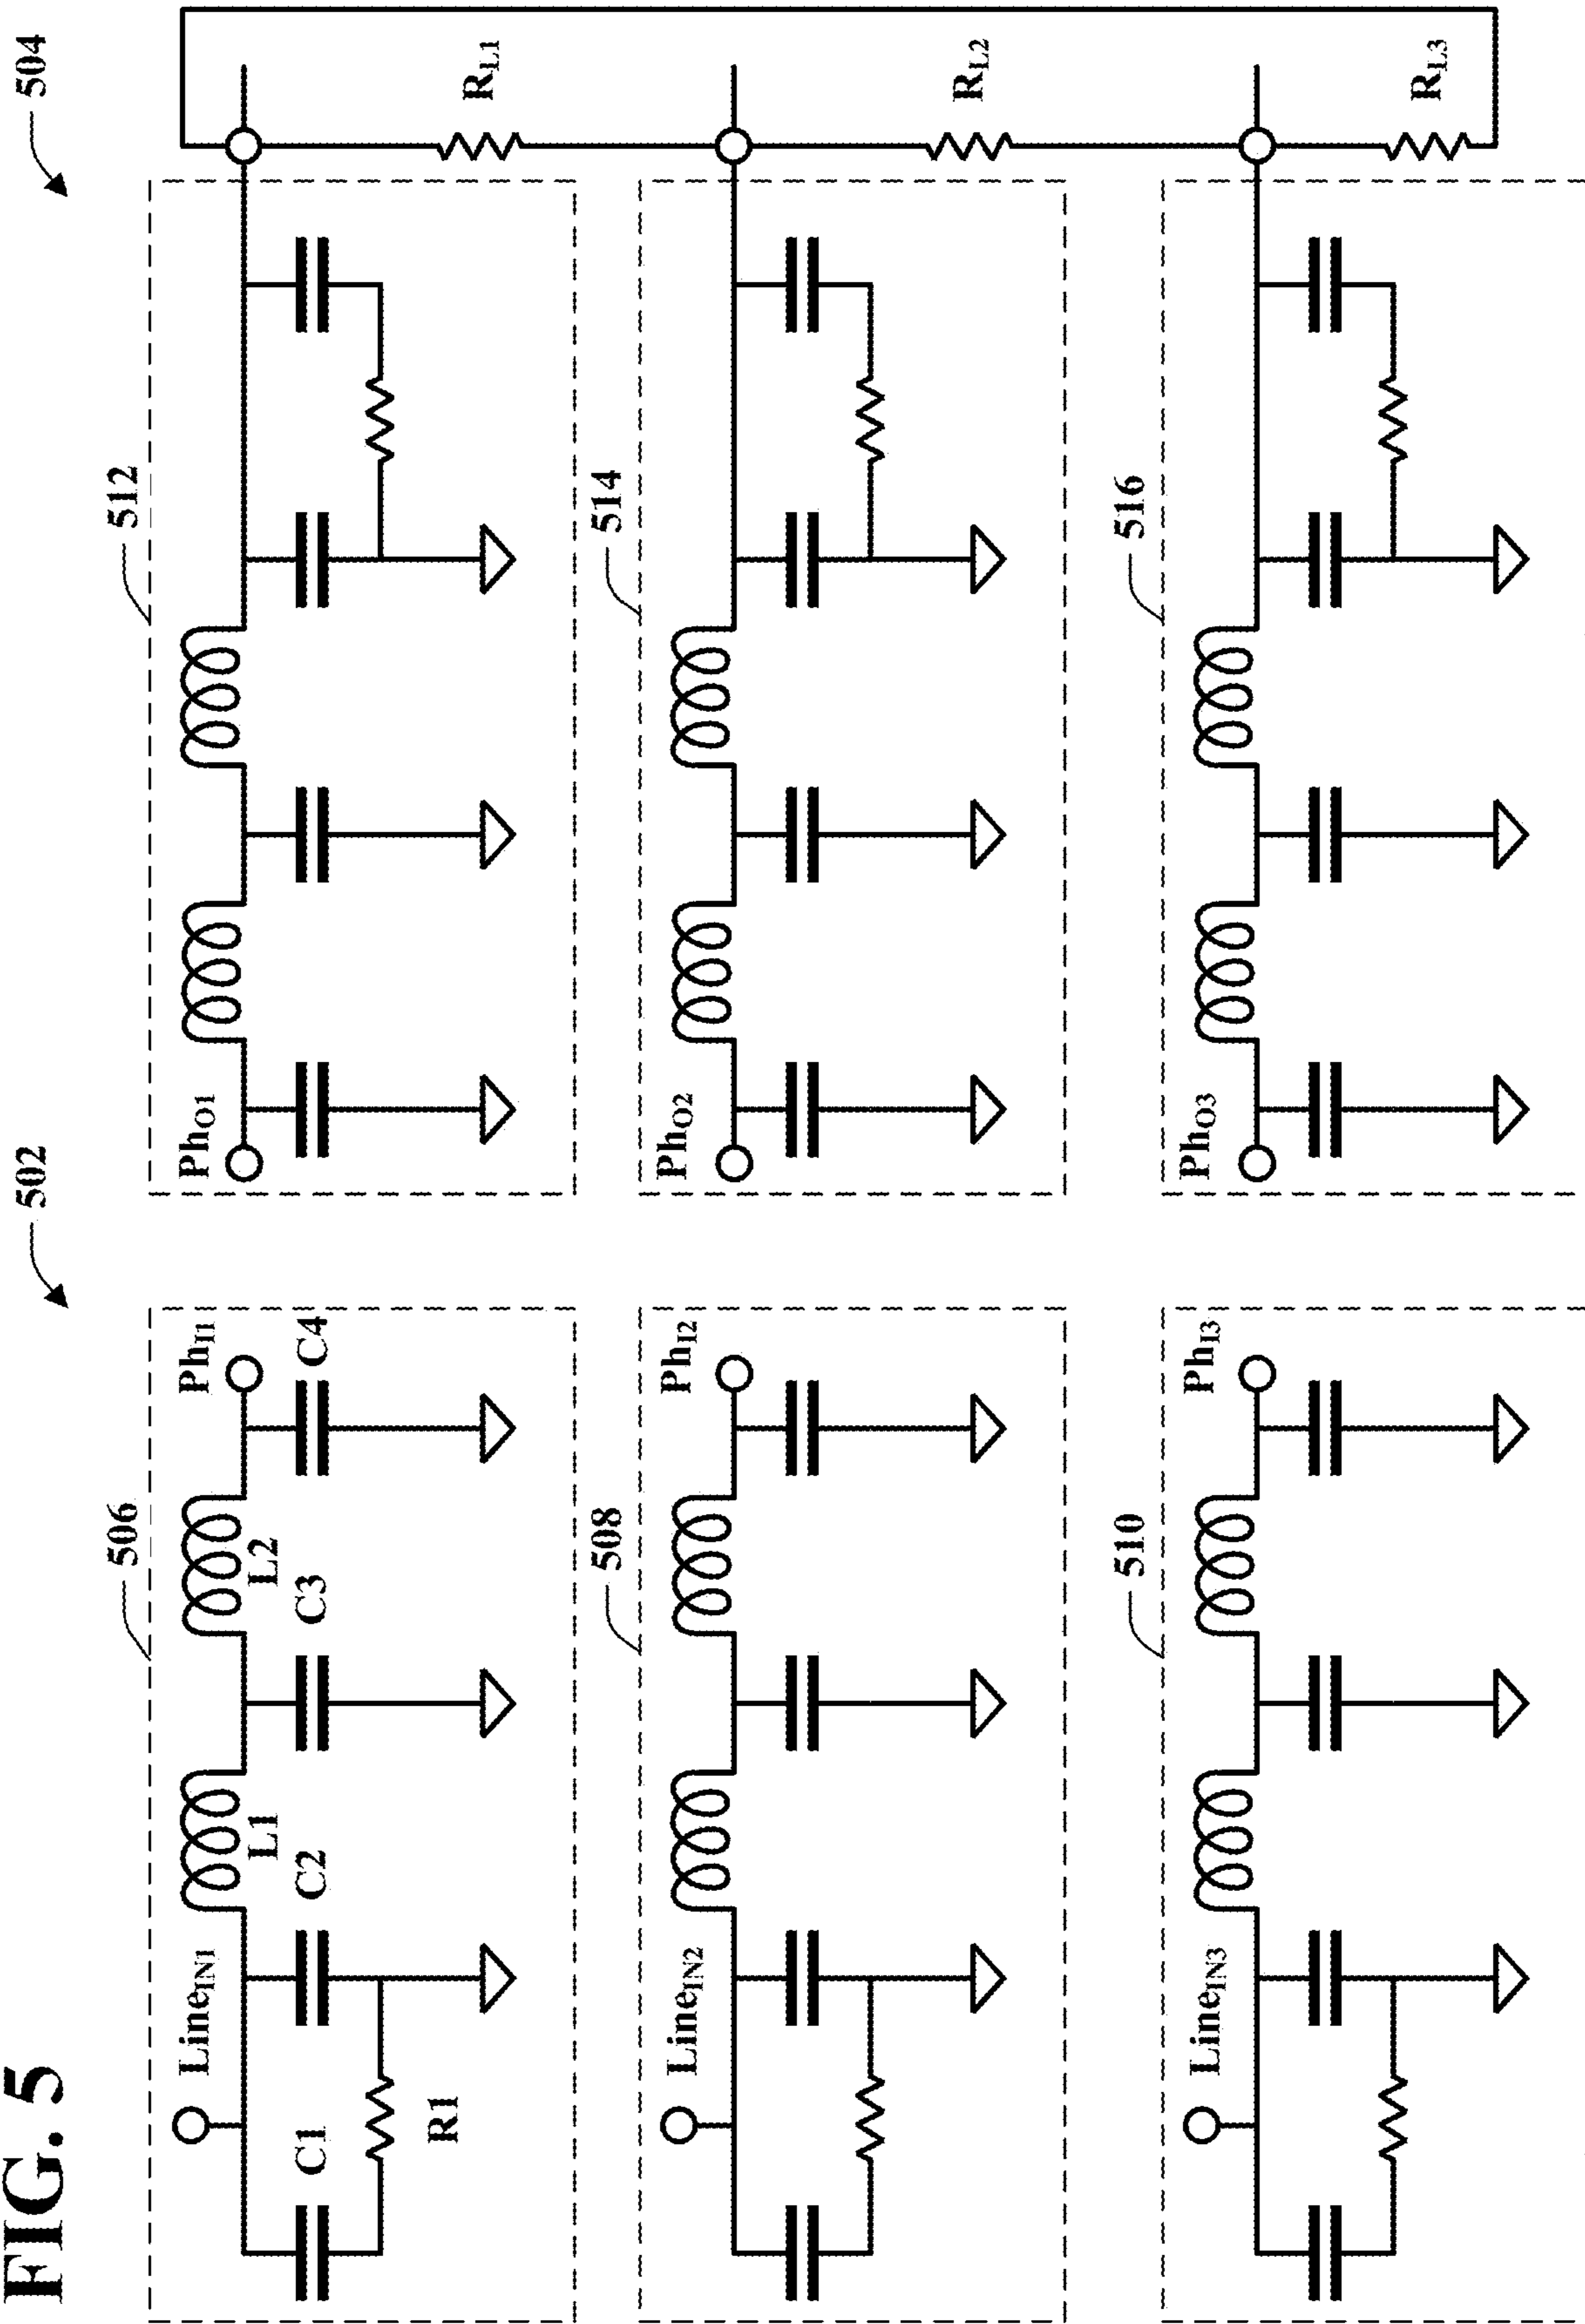 FIG. 5
502
504
506
512
Line_IN1
Ph_I1
Ph_O1
C1
C2
L1
C3
L2
C4
R1
R_L1
508
514
Line_IN2
Ph_I2
Ph_O2
R_L2
510
516
Line_IN3
Ph_I3
Ph_O3
R_L3